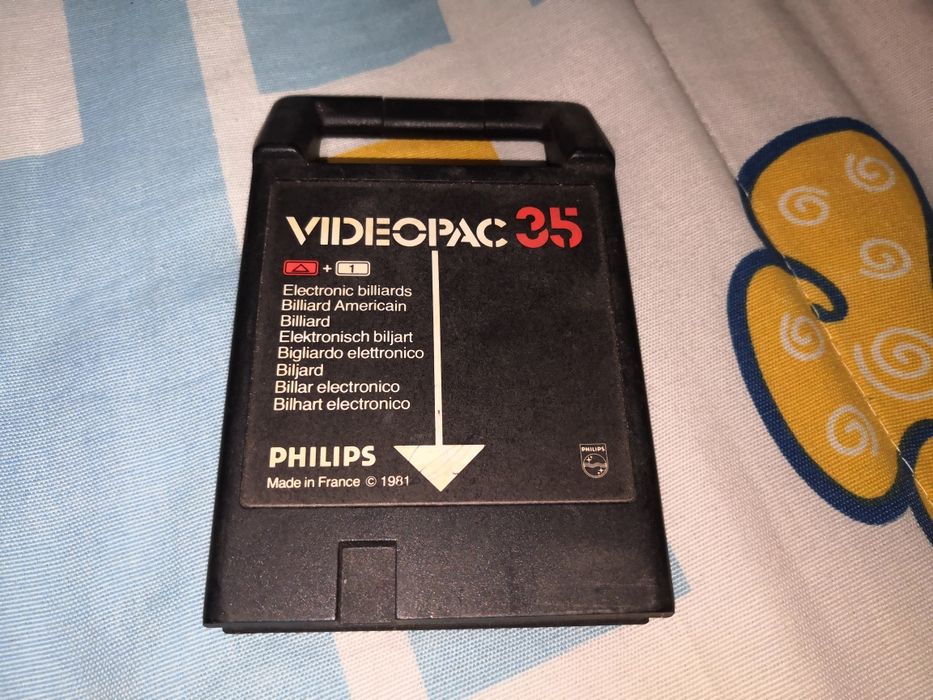 VIDEOPAC 35
+ 1
Electronic billiards
Billiard Americain
Billiard
Elektronisch biljart
Bigliardo elettronico
Biljard
Billar electronico
Bilhart electronico
PHILIPS
PHILIPS
Made in France © 1981